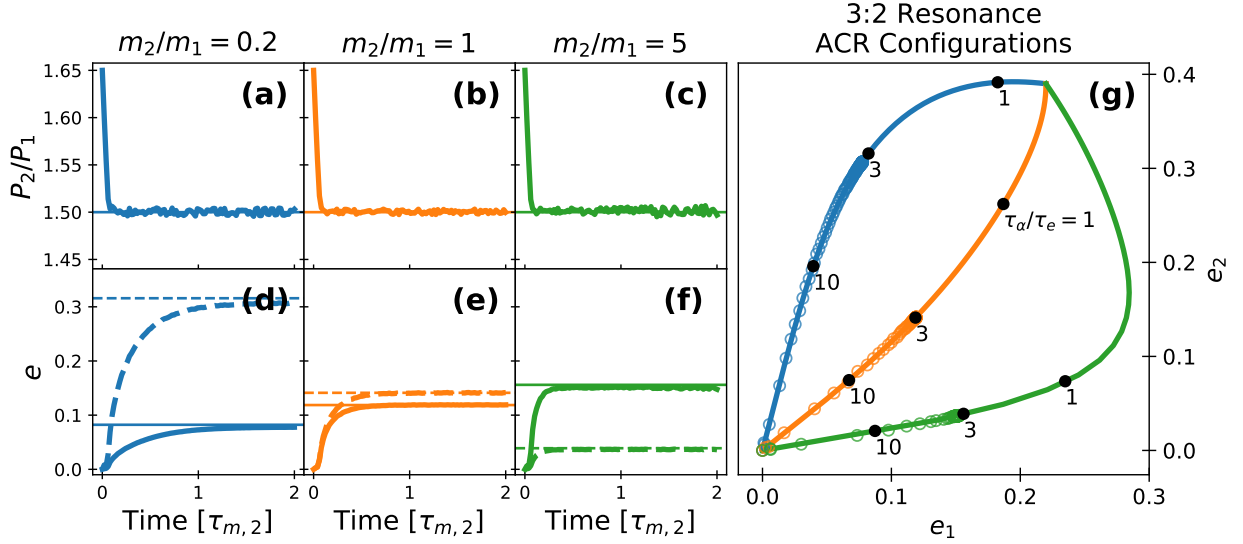 m₂/m₁ = 0.2
m₂/m₁ = 1
m₂/m₁ = 5
3:2 Resonance
ACR Configurations
P₂/P₁
1.65
1.60
1.55
1.50
1.45
(a)
(b)
(c)
e
0.3
0.2
0.1
0.0
(d)
(e)
(f)
0
1
2
0
1
2
0
1
2
Time [τₘ,₂]
Time [τₘ,₂]
Time [τₘ,₂]
(g)
1
3
10
τα/τₑ = 1
3
10
1
3
10
0.4
0.3
0.2
0.1
0.0
e₂
0.0
0.1
0.2
0.3
e₁